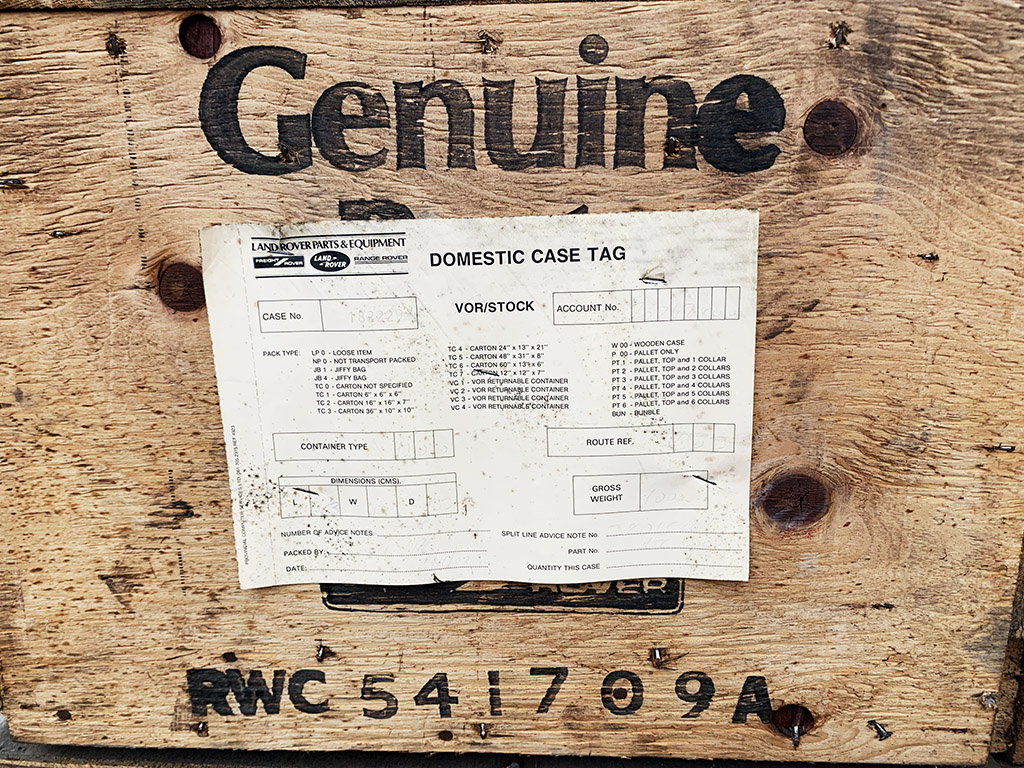 Genuine
LAND ROVER PARTS & EQUIPMENT
FREIGHT ROVER LAND ROVER RANGE ROVER
DOMESTIC CASE TAG
CASE No.
VOR/STOCK
ACCOUNT No.
PACK TYPE:
LP 0 - LOOSE ITEM
NP 0 - NOT TRANSPORT PACKED
JB 1 - JIFFY BAG
JB 4 - JIFFY BAG
TC 0 - CARTON NOT SPECIFIED
TC 1 - CARTON 6" x 6" x 6"
TC 2 - CARTON 16" x 16" x 7"
TC 3 - CARTON 36" x 10" x 10"
TC 4 - CARTON 24" x 13" x 21"
TC 5 - CARTON 48" x 31" x 8"
TC 6 - CARTON 60" x 13" x 6"
TC 7 - CARTON 12" x 12" x 7"
VC 1 - VOR RETURNABLE CONTAINER
VC 2 - VOR RETURNABLE CONTAINER
VC 3 - VOR RETURNABLE CONTAINER
VC 4 - VOR RETURNABLE CONTAINER
W 00 - WOODEN CASE
P 00 - PALLET ONLY
PT 1 - PALLET, TOP and 1 COLLAR
PT 2 - PALLET, TOP and 2 COLLARS
PT 3 - PALLET, TOP and 3 COLLARS
PT 4 - PALLET, TOP and 4 COLLARS
PT 5 - PALLET, TOP and 5 COLLARS
PT 6 - PALLET, TOP and 6 COLLARS
BUN - BUNDLE
CONTAINER TYPE
ROUTE REF.
DIMENSIONS (CMS).
L W D
GROSS
WEIGHT
NUMBER OF ADVICE NOTES
PACKED BY:
DATE:
SPLIT LINE ADVICE NOTE No.
PART No.
QUANTITY THIS CASE
ROVER
RWC 541709A